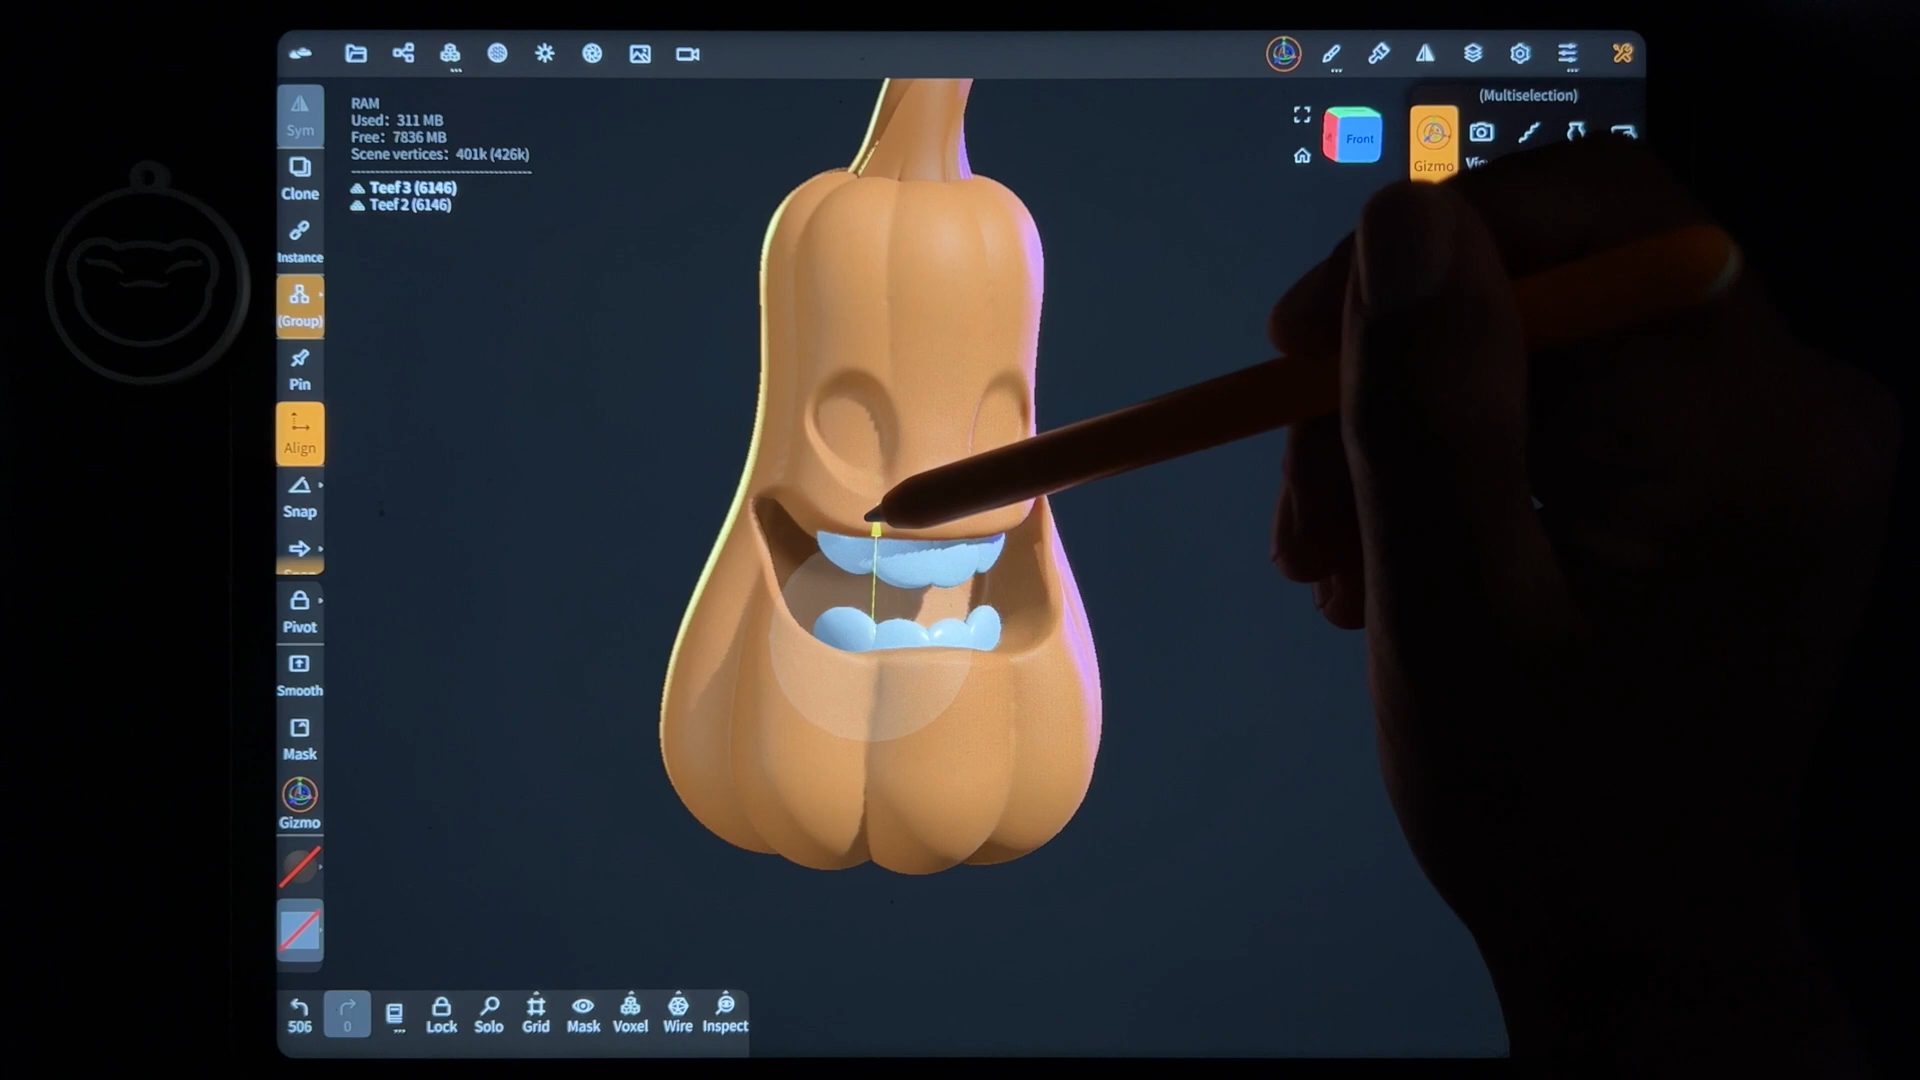 RAM
Used: 311 MB
Free: 7836 MB
Scene vertices: 401k (426k)
Teef 3 (6146)
Teef 2 (6146)
Sym
Clone
Instance
(Group)
Pin
Align
Snap
Pivot
Smooth
Mask
Gizmo
Front
(Multiselection)
Gizmo
506
0
Lock
Solo
Grid
Mask
Voxel
Wire
Inspect